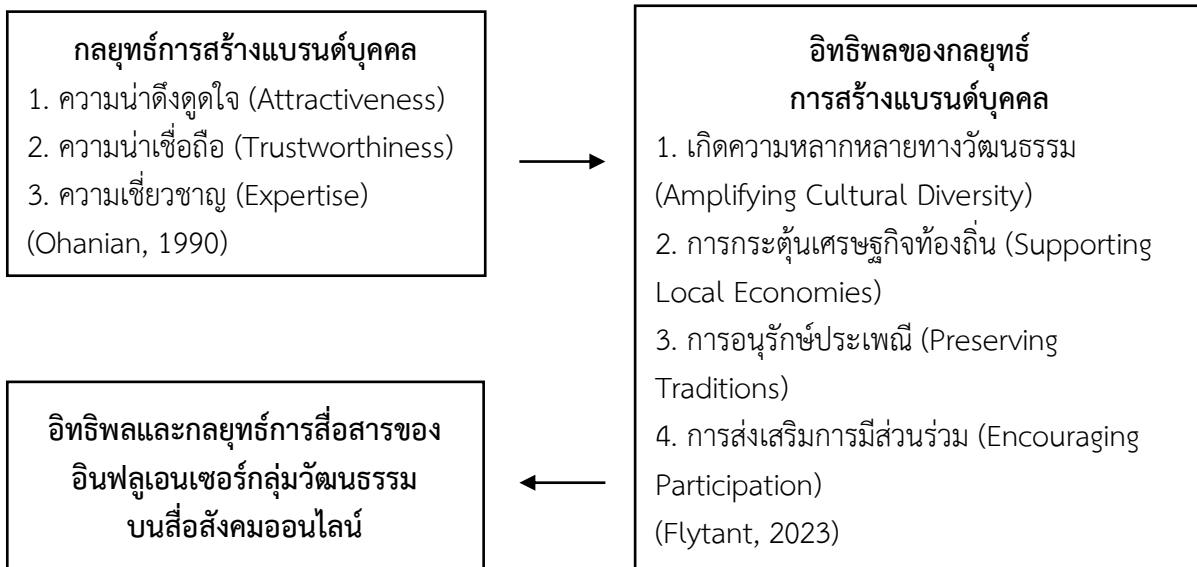 กลยุทธ์การสร้างแบรนด์บุคคล
1. ความน่าดึงดูดใจ (Attractiveness)
2. ความน่าเชื่อถือ (Trustworthiness)
3. ความเชี่ยวชาญ (Expertise)
(Ohanian, 1990)
อิทธิพลของกลยุทธ์
การสร้างแบรนด์บุคคล
1. เกิดความหลากหลายทางวัฒนธรรม
(Amplifying Cultural Diversity)
2. การกระตุ้นเศรษฐกิจท้องถิ่น (Supporting
Local Economies)
3. การอนุรักษ์ประเพณี (Preserving
Traditions)
4. การส่งเสริมการมีส่วนร่วม (Encouraging
Participation)
(Flytant, 2023)
อิทธิพลและกลยุทธ์การสื่อสารของ
อินฟลูเอนเซอร์กลุ่มวัฒนธรรม
บนสื่อสังคมออนไลน์